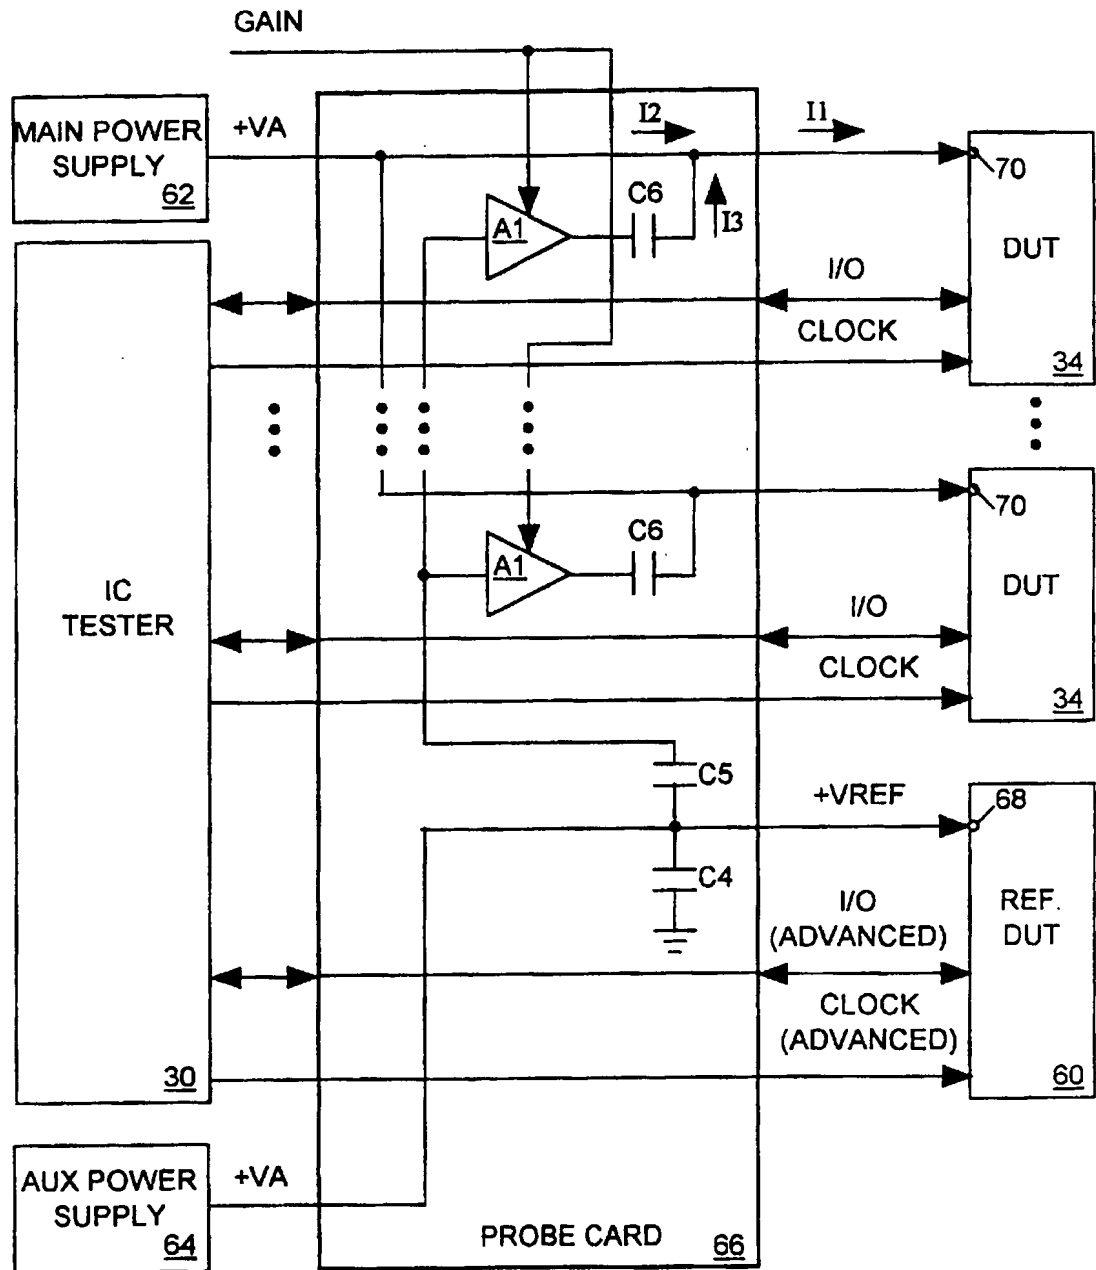 GAIN
MAIN POWER
SUPPLY
62
+VA
I2
I1
70
A1
C6
I3
DUT
I/O
CLOCK
34
IC
TESTER
30
70
A1
C6
DUT
I/O
CLOCK
34
C5
+VREF
68
C4
I/O
(ADVANCED)
REF.
DUT
CLOCK
(ADVANCED)
60
AUX POWER
SUPPLY
64
+VA
PROBE CARD
66